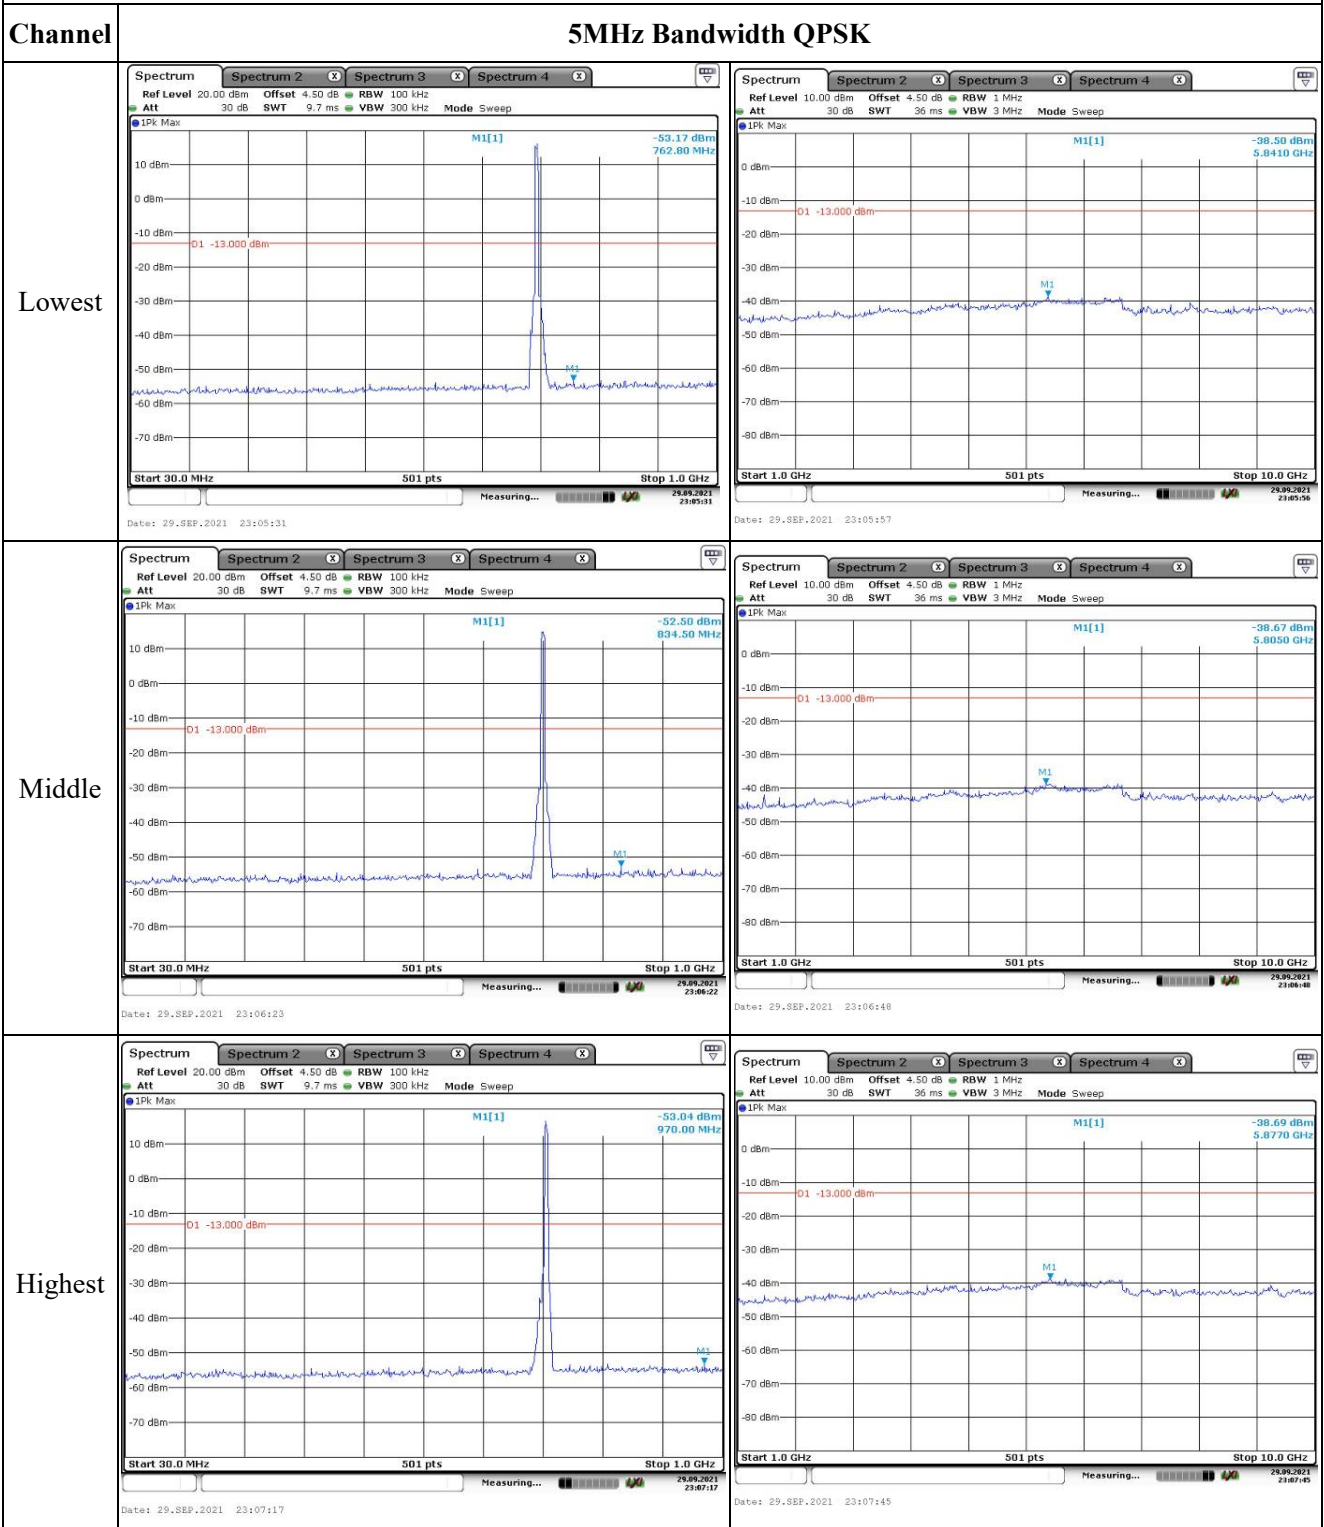 Channel 5MHz Bandwidth QPSK
Lowest
Spectrum Spectrum 2 X Spectrum 3 X Spectrum 4 X
Ref Level 20.00 dBm Offset 4.50 dB RBW 100 kHz
Att 30 dB SWT 9.7 ms VBW 300 kHz Mode Sweep
1Pk Max
M1[1] -53.17 dBm
762.80 MHz
10 dBm
0 dBm
-10 dBm
D1 -13.000 dBm
-20 dBm
-30 dBm
-40 dBm
-50 dBm
M1
-60 dBm
-70 dBm
Start 30.0 MHz 501 pts Stop 1.0 GHz
Measuring... 29.09.2021
23:05:31
Date: 29.SEP.2021 23:05:31
Spectrum Spectrum 2 X Spectrum 3 X Spectrum 4 X
Ref Level 10.00 dBm Offset 4.50 dB RBW 1 MHz
Att 30 dB SWT 36 ms VBW 3 MHz Mode Sweep
1Pk Max
M1[1] -38.50 dBm
5.8410 GHz
0 dBm
-10 dBm
D1 -13.000 dBm
-20 dBm
-30 dBm
M1
-40 dBm
-50 dBm
-60 dBm
-70 dBm
-80 dBm
Start 1.0 GHz 501 pts Stop 10.0 GHz
Measuring... 29.09.2021
23:05:56
Date: 29.SEP.2021 23:05:57
Middle
Spectrum Spectrum 2 X Spectrum 3 X Spectrum 4 X
Ref Level 20.00 dBm Offset 4.50 dB RBW 100 kHz
Att 30 dB SWT 9.7 ms VBW 300 kHz Mode Sweep
1Pk Max
M1[1] -52.50 dBm
834.50 MHz
10 dBm
0 dBm
-10 dBm
D1 -13.000 dBm
-20 dBm
-30 dBm
-40 dBm
-50 dBm
M1
-60 dBm
-70 dBm
Start 30.0 MHz 501 pts Stop 1.0 GHz
Measuring... 29.09.2021
23:06:22
Date: 29.SEP.2021 23:06:23
Spectrum Spectrum 2 X Spectrum 3 X Spectrum 4 X
Ref Level 10.00 dBm Offset 4.50 dB RBW 1 MHz
Att 30 dB SWT 36 ms VBW 3 MHz Mode Sweep
1Pk Max
M1[1] -38.67 dBm
5.8050 GHz
0 dBm
-10 dBm
D1 -13.000 dBm
-20 dBm
-30 dBm
M1
-40 dBm
-50 dBm
-60 dBm
-70 dBm
-80 dBm
Start 1.0 GHz 501 pts Stop 10.0 GHz
Measuring... 29.09.2021
23:06:48
Date: 29.SEP.2021 23:06:48
Highest
Spectrum Spectrum 2 X Spectrum 3 X Spectrum 4 X
Ref Level 20.00 dBm Offset 4.50 dB RBW 100 kHz
Att 30 dB SWT 9.7 ms VBW 300 kHz Mode Sweep
1Pk Max
M1[1] -53.04 dBm
970.00 MHz
10 dBm
0 dBm
-10 dBm
D1 -13.000 dBm
-20 dBm
-30 dBm
-40 dBm
-50 dBm
M1
-60 dBm
-70 dBm
Start 30.0 MHz 501 pts Stop 1.0 GHz
Measuring... 29.09.2021
23:07:17
Date: 29.SEP.2021 23:07:17
Spectrum Spectrum 2 X Spectrum 3 X Spectrum 4 X
Ref Level 10.00 dBm Offset 4.50 dB RBW 1 MHz
Att 30 dB SWT 36 ms VBW 3 MHz Mode Sweep
1Pk Max
M1[1] -38.69 dBm
5.8770 GHz
0 dBm
-10 dBm
D1 -13.000 dBm
-20 dBm
-30 dBm
M1
-40 dBm
-50 dBm
-60 dBm
-70 dBm
-80 dBm
Start 1.0 GHz 501 pts Stop 10.0 GHz
Measuring... 29.09.2021
23:07:45
Date: 29.SEP.2021 23:07:45